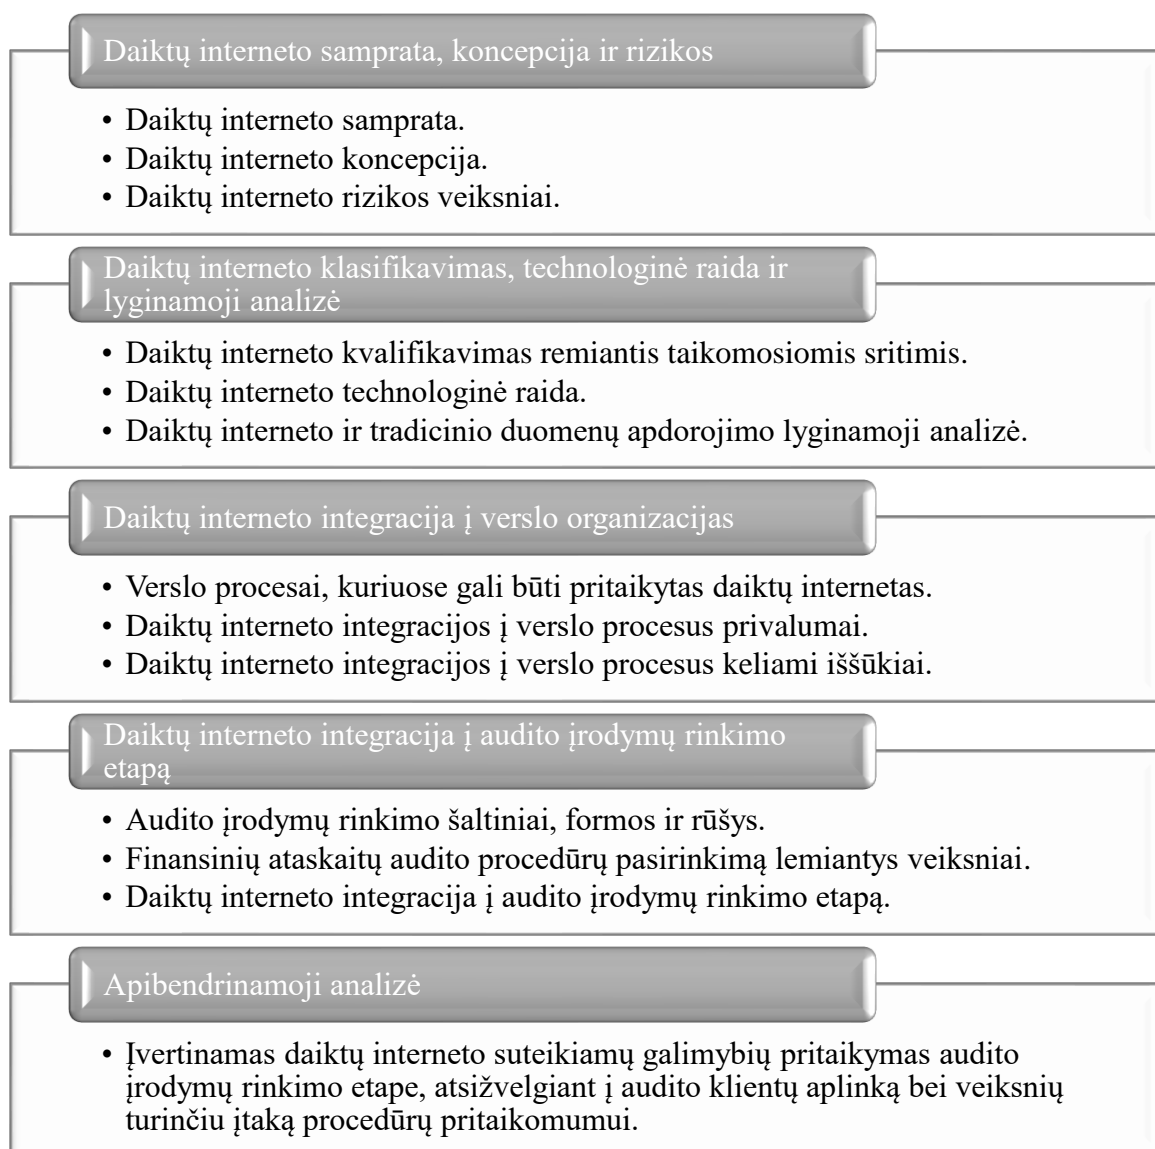 Daiktų interneto samprata, koncepcija ir rizikos
• Daiktų interneto samprata.
• Daiktų interneto koncepcija.
• Daiktų interneto rizikos veiksniai.
Daiktų interneto klasifikavimas, technologinė raida ir
lyginamoji analizė
• Daiktų interneto kvalifikavimas remiantis taikomosiomis sritimis.
• Daiktų interneto technologinė raida.
• Daiktų interneto ir tradicinio duomenų apdorojimo lyginamoji analizė.
Daiktų interneto integracija į verslo organizacijas
• Verslo procesai, kuriuose gali būti pritaikytas daiktų internetas.
• Daiktų interneto integracijos į verslo procesus privalumai.
• Daiktų interneto integracijos į verslo procesus keliami iššūkiai.
Daiktų interneto integracija į audito įrodymų rinkimo
etapą
• Audito įrodymų rinkimo šaltiniai, formos ir rūšys.
• Finansinių ataskaitų audito procedūrų pasirinkimą lemiantys veiksniai.
• Daiktų interneto integracija į audito įrodymų rinkimo etapą.
Apibendrinamoji analizė
• Įvertinamas daiktų interneto suteikiamų galimybių pritaikymas audito
įrodymų rinkimo etape, atsižvelgiant į audito klientų aplinką bei veiksnių
turinčiu įtaką procedūrų pritaikomumui.